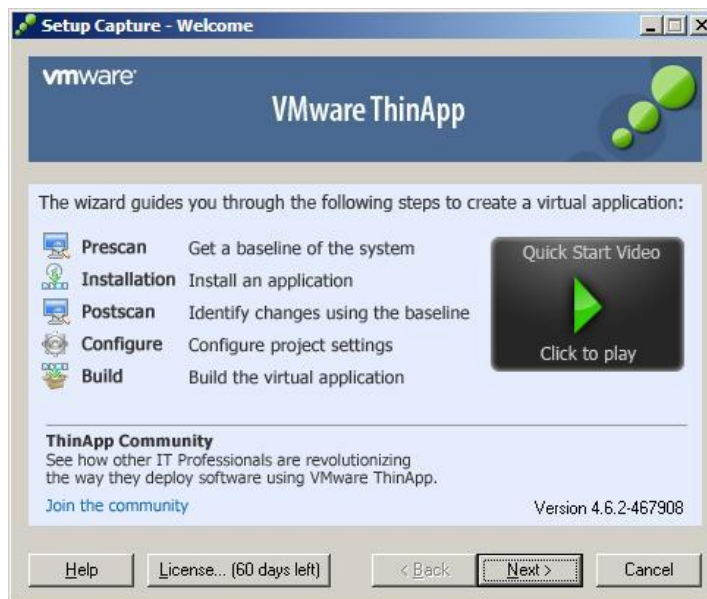 Setup Capture - Welcome
vmware
VMware ThinApp
The wizard guides you through the following steps to create a virtual application:
Prescan Get a baseline of the system
Installation Install an application
Postscan Identify changes using the baseline
Configure Configure project settings
Build Build the virtual application
Quick Start Video
Click to play
ThinApp Community
See how other IT Professionals are revolutionizing
the way they deploy software using VMware ThinApp.
Join the community
Version 4.6.2-467908
Help
License... (60 days left)
< Back
Next >
Cancel